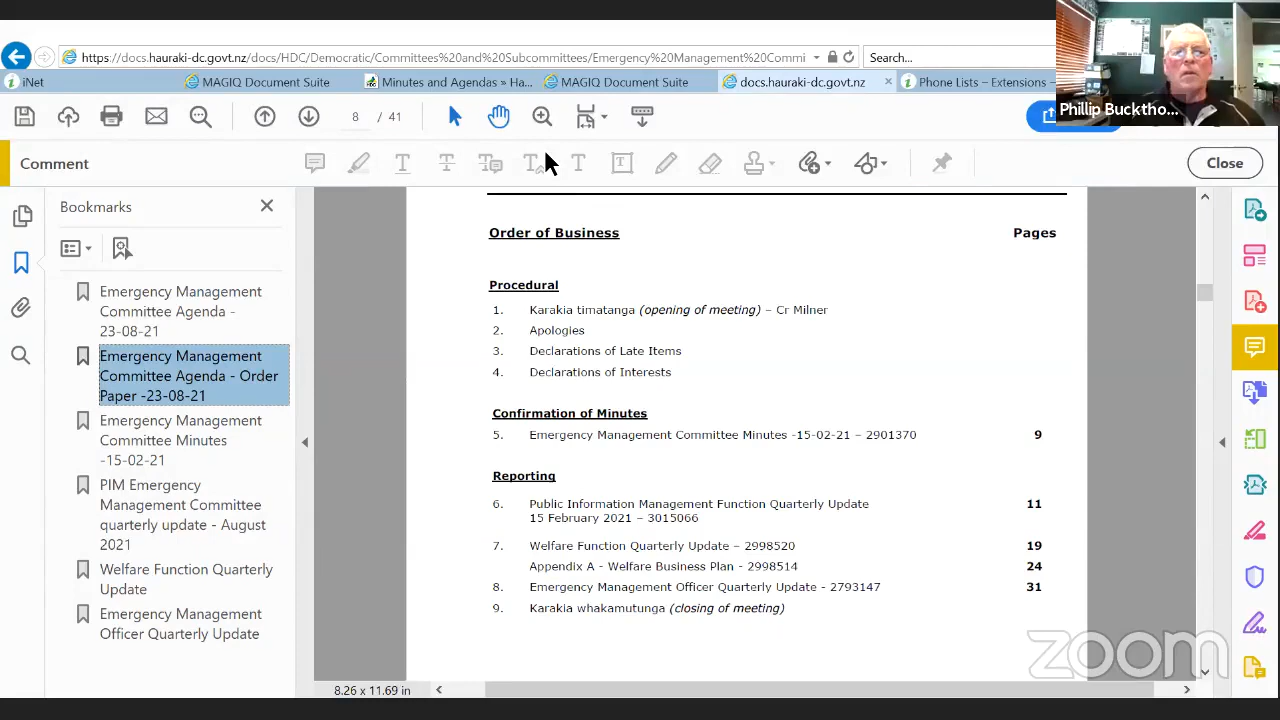 https://docs.hauraki-dc.govt.nz/docs/HDC/Democratic/Committees%20and%20Subcommittees/Emergency%20Management%20Commi
Search...
iNet
MAGIQ Document Suite
Minutes and Agendas » Ha...
MAGIQ Document Suite
docs.hauraki-dc.govt.nz
Phone Lists – Extensions –
Phillip Bucktho...
8 / 41
Comment
Close
Bookmarks
Emergency Management
Committee Agenda -
23-08-21
Emergency Management
Committee Agenda - Order
Paper -23-08-21
Emergency Management
Committee Minutes
-15-02-21
PIM Emergency
Management Committee
quarterly update - August
2021
Welfare Function Quarterly
Update
Emergency Management
Officer Quarterly Update
Order of Business Pages
Procedural
1. Karakia timatanga (opening of meeting) – Cr Milner
2. Apologies
3. Declarations of Late Items
4. Declarations of Interests
Confirmation of Minutes
5. Emergency Management Committee Minutes -15-02-21 – 2901370 9
Reporting
6. Public Information Management Function Quarterly Update 11
15 February 2021 – 3015066
7. Welfare Function Quarterly Update – 2998520 19
Appendix A - Welfare Business Plan - 2998514 24
8. Emergency Management Officer Quarterly Update - 2793147 31
9. Karakia whakamutunga (closing of meeting)
8.26 x 11.69 in
zoom